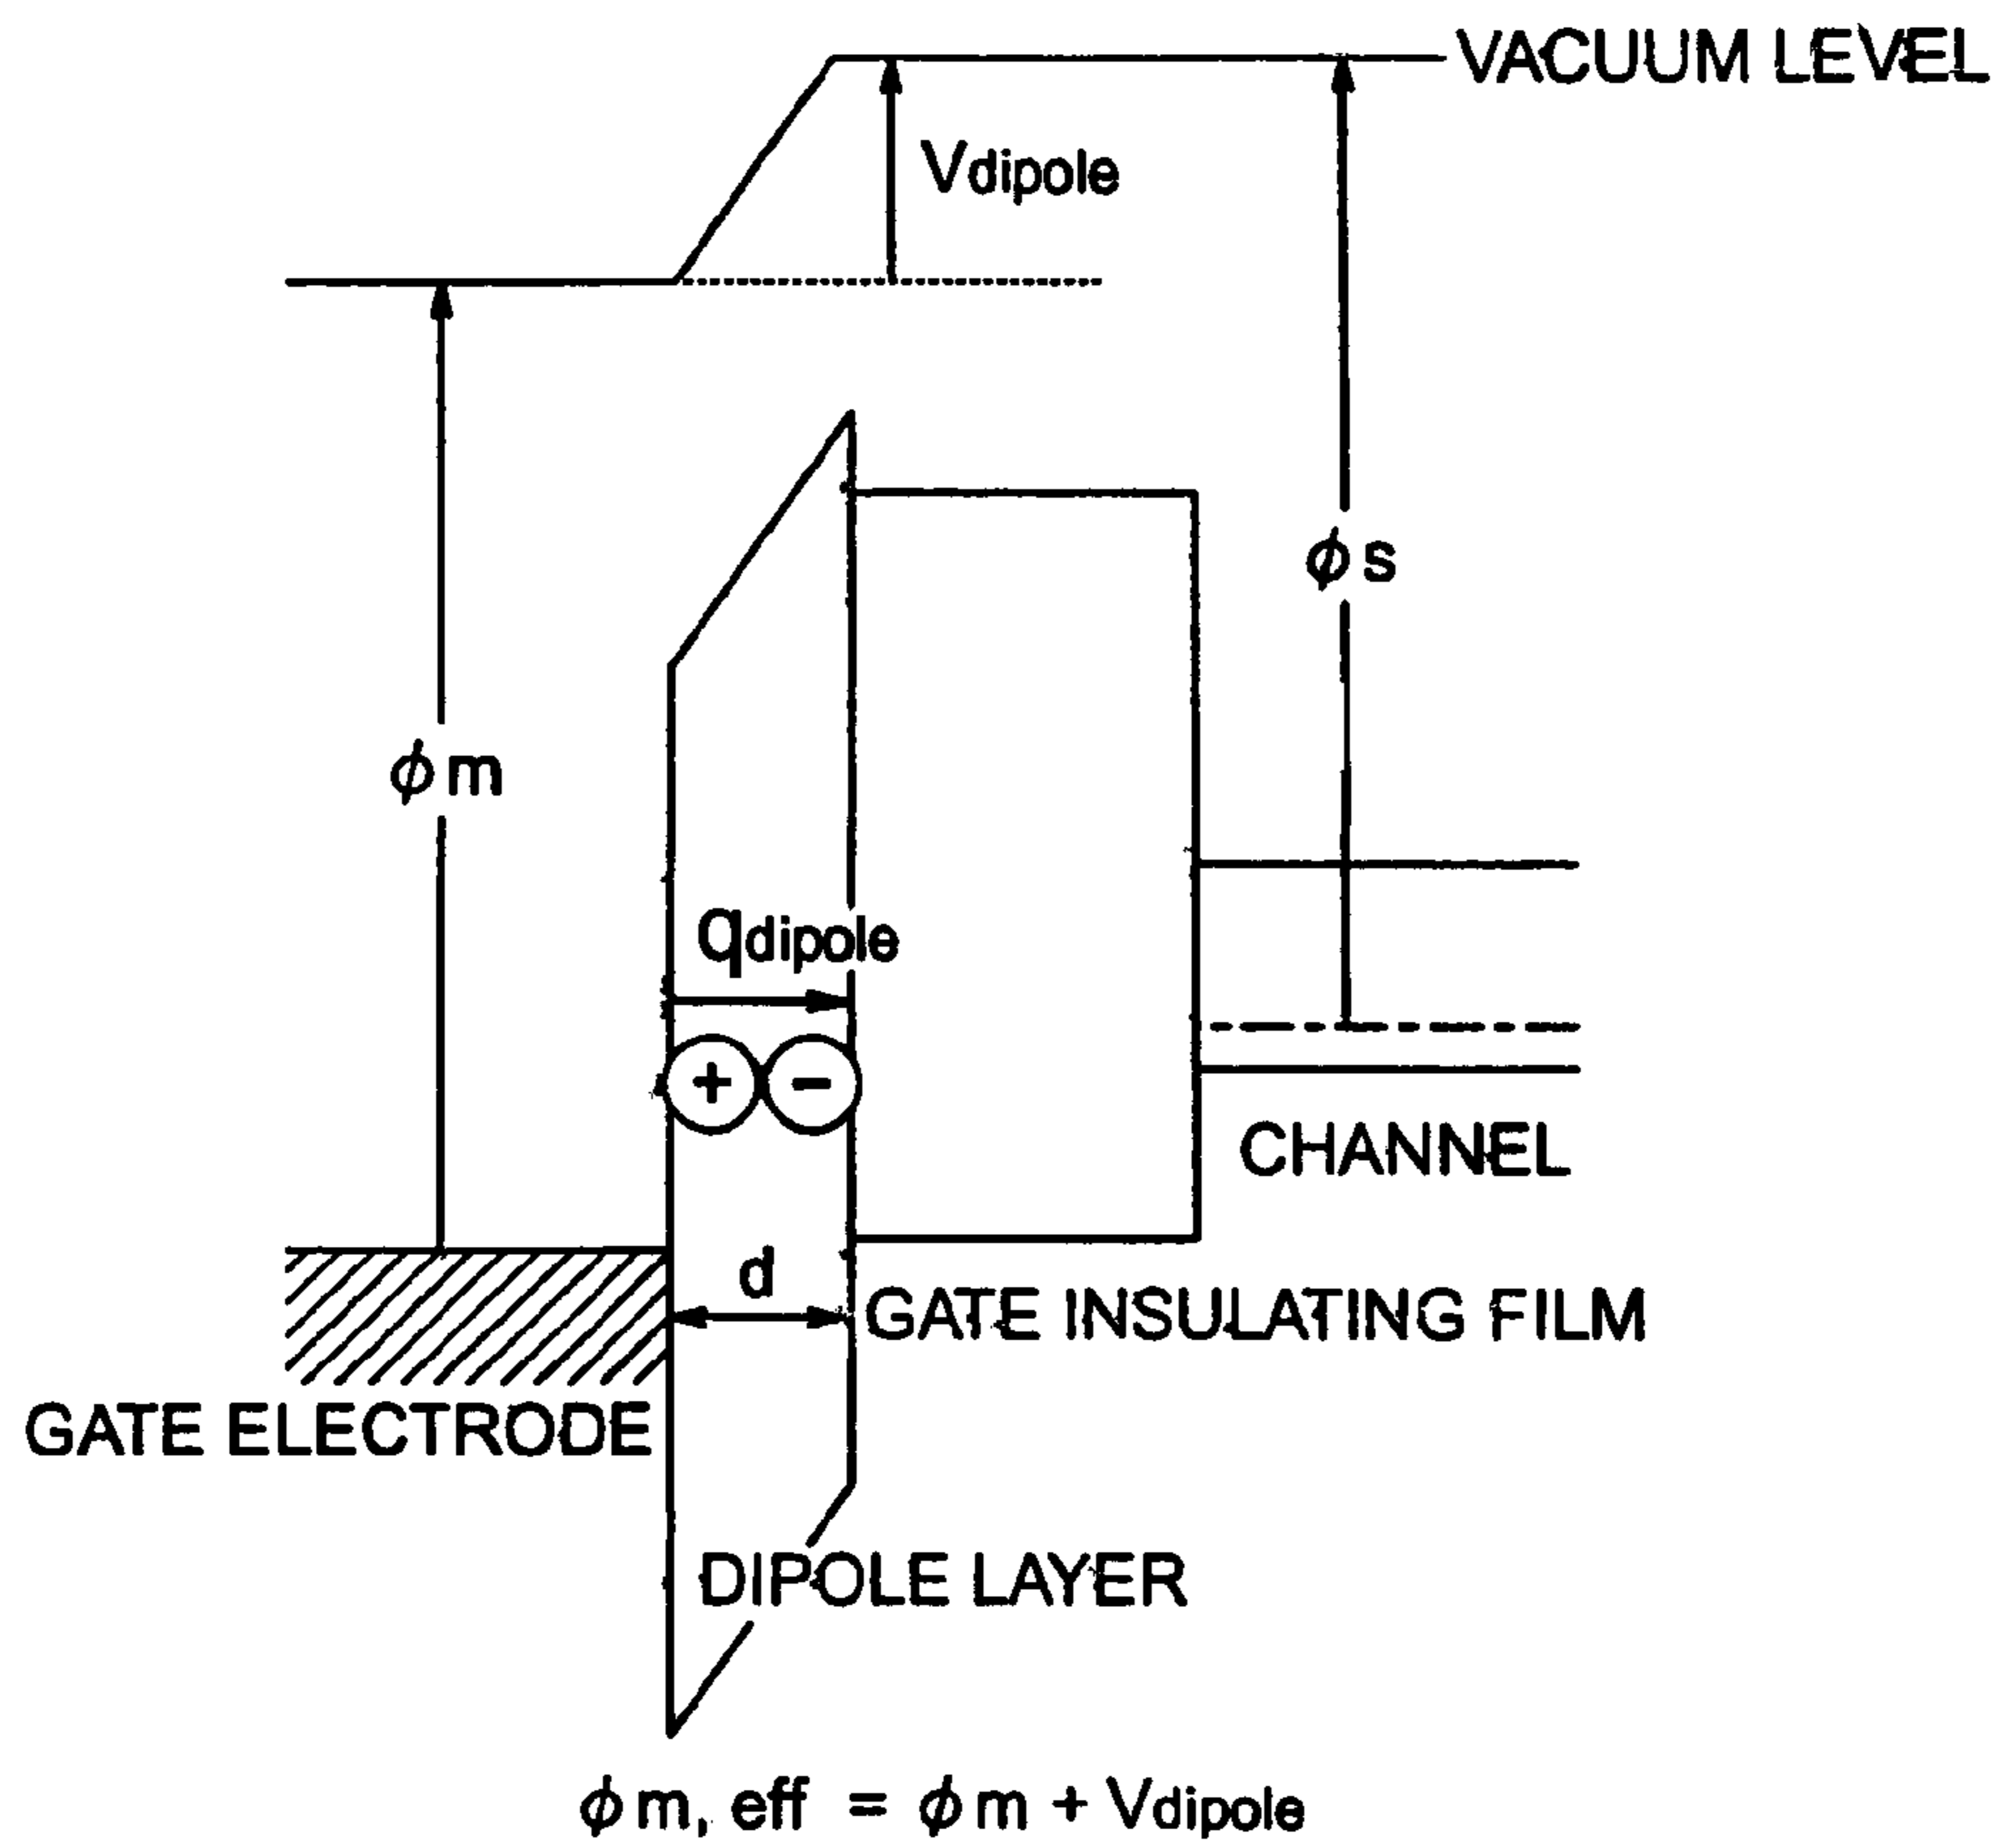 VACUUM LEVEL
Vdipole
ϕs
ϕm
qdipole
+ −
CHANNEL
d
GATE INSULATING FILM
GATE ELECTRODE
DIPOLE LAYER
ϕm, eff = ϕm + Vdipole